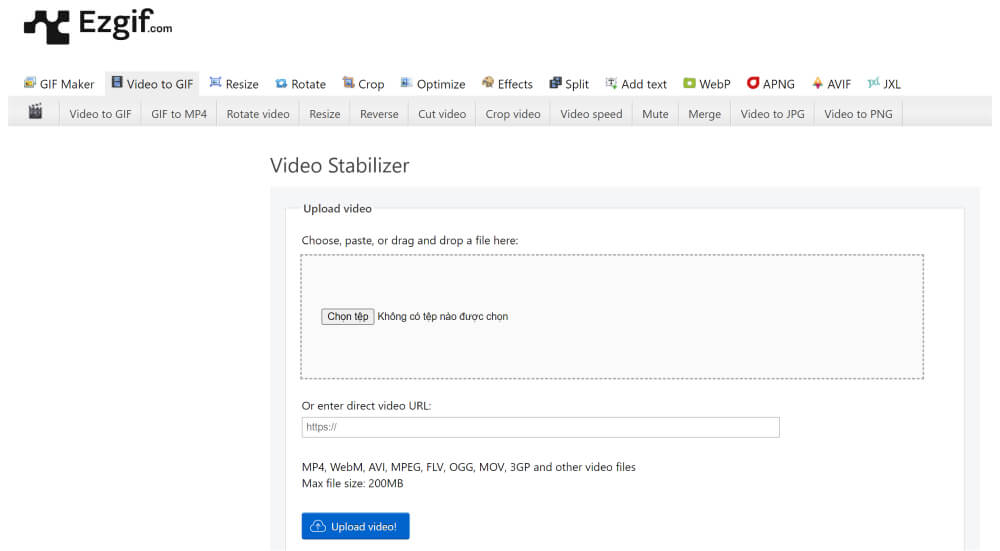 Ezgif.com
GIF Maker Video to GIF Resize Rotate Crop Optimize Effects Split Add text WebP APNG AVIF JXL
Video to GIF GIF to MP4 Rotate video Resize Reverse Cut video Crop video Video speed Mute Merge Video to JPG Video to PNG
Video Stabilizer
Upload video
Choose, paste, or drag and drop a file here:
Chọn tệp Không có tệp nào được chọn
Or enter direct video URL:
https://
MP4, WebM, AVI, MPEG, FLV, OGG, MOV, 3GP and other video files
Max file size: 200MB
Upload video!